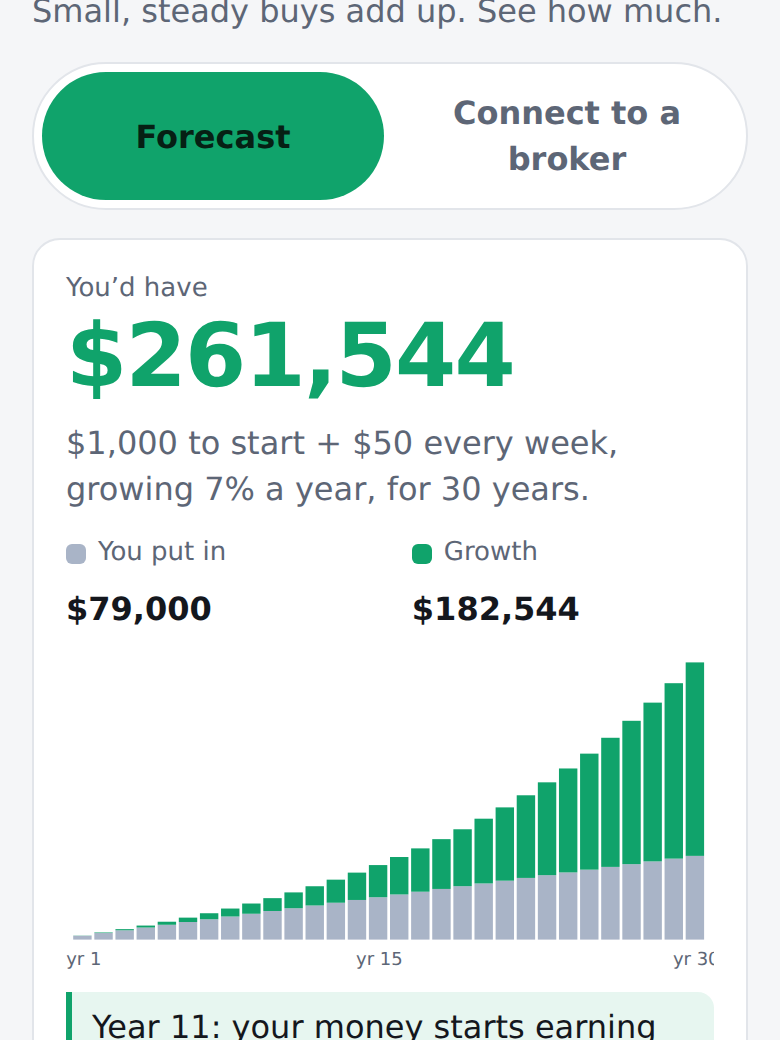 Small, steady buys add up. See how much.
Forecast
Connect to a
broker
You’d have
$261,544
$1,000 to start + $50 every week,
growing 7% a year, for 30 years.
You put in
Growth
$79,000
$182,544
yr 1
yr 15
yr 30
Year 11: your money starts earning